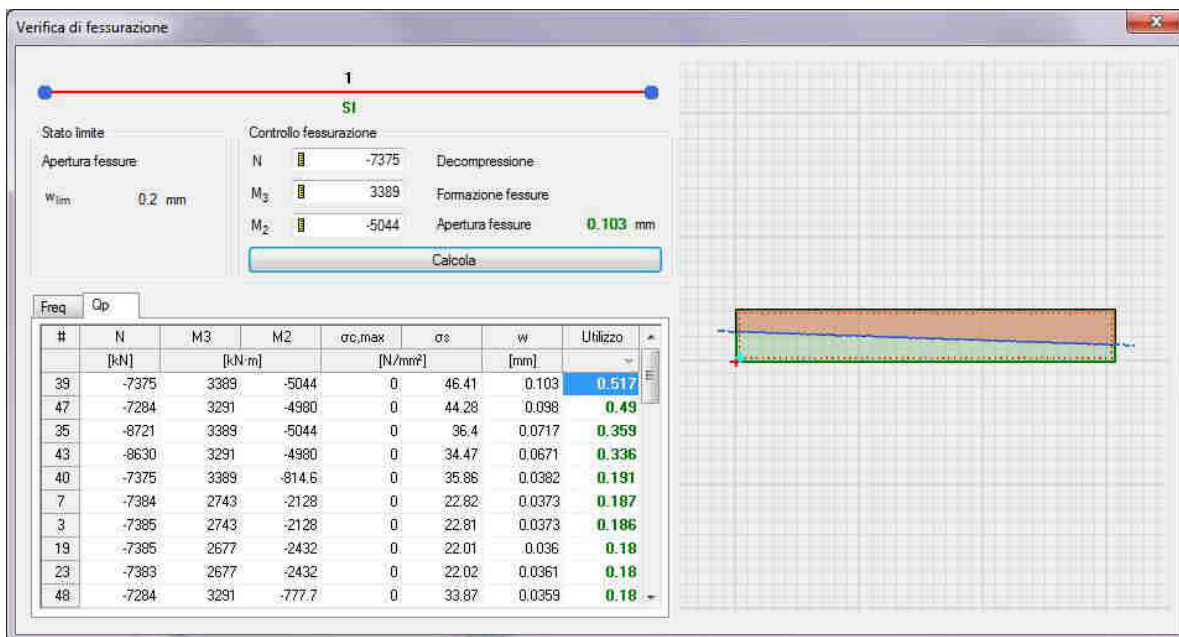 Verifica di fessurazione
1
SI
Stato limite
Apertura fessure
wlim 0.2 mm
Controllo fessurazione
N -7375 Decompressione
M3 3389 Formazione fessure
M2 -5044 Apertura fessure 0.103 mm
Calcola
Freq Qp
# N M3 M2 σc,max σs w Utilizzo
[kN] [kN·m] [N/mm²] [mm]
39 -7375 3389 -5044 0 46.41 0.103 0.517
47 -7284 3291 -4980 0 44.28 0.098 0.49
35 -8721 3389 -5044 0 36.4 0.0717 0.359
43 -8630 3291 -4980 0 34.47 0.0671 0.336
40 -7375 3389 -814.6 0 35.86 0.0382 0.191
7 -7384 2743 -2128 0 22.82 0.0373 0.187
3 -7385 2743 -2128 0 22.81 0.0373 0.186
19 -7385 2677 -2432 0 22.01 0.036 0.18
23 -7383 2677 -2432 0 22.02 0.0361 0.18
48 -7284 3291 -777.7 0 33.87 0.0359 0.18